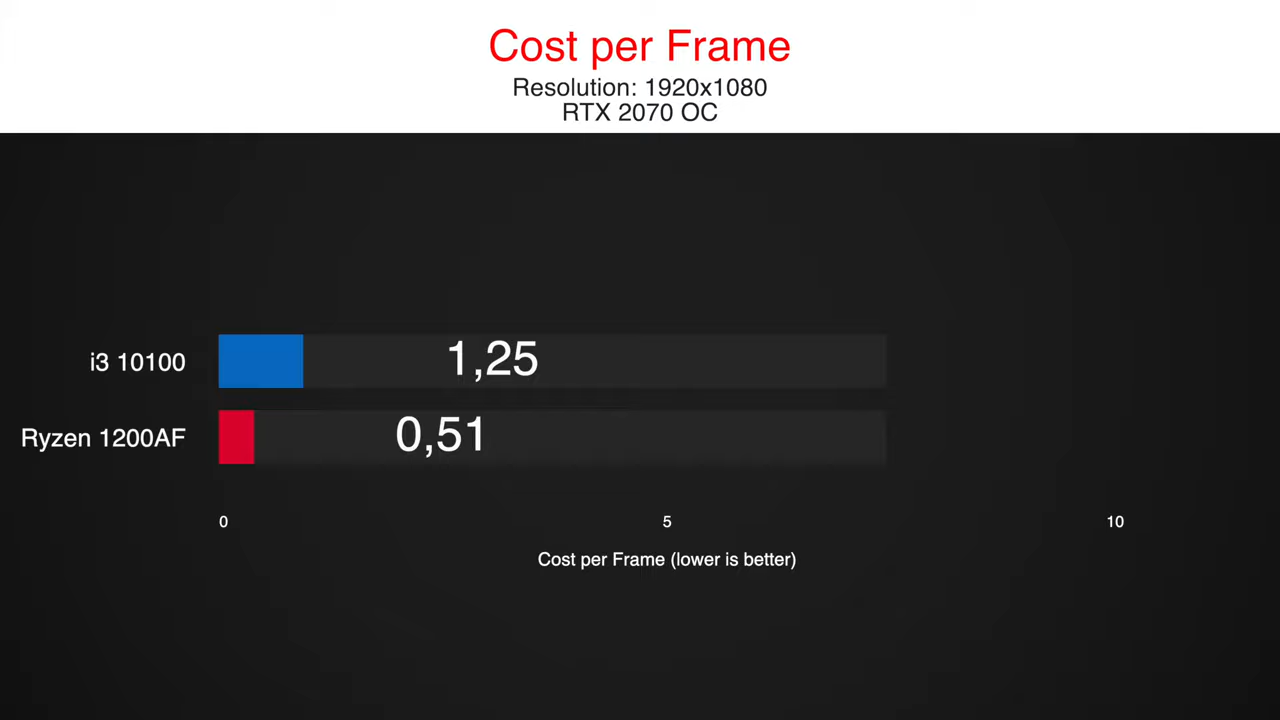 Cost per Frame
Resolution: 1920x1080
RTX 2070 OC
i3 10100
1,25
Ryzen 1200AF
0,51
0
5
10
Cost per Frame (lower is better)